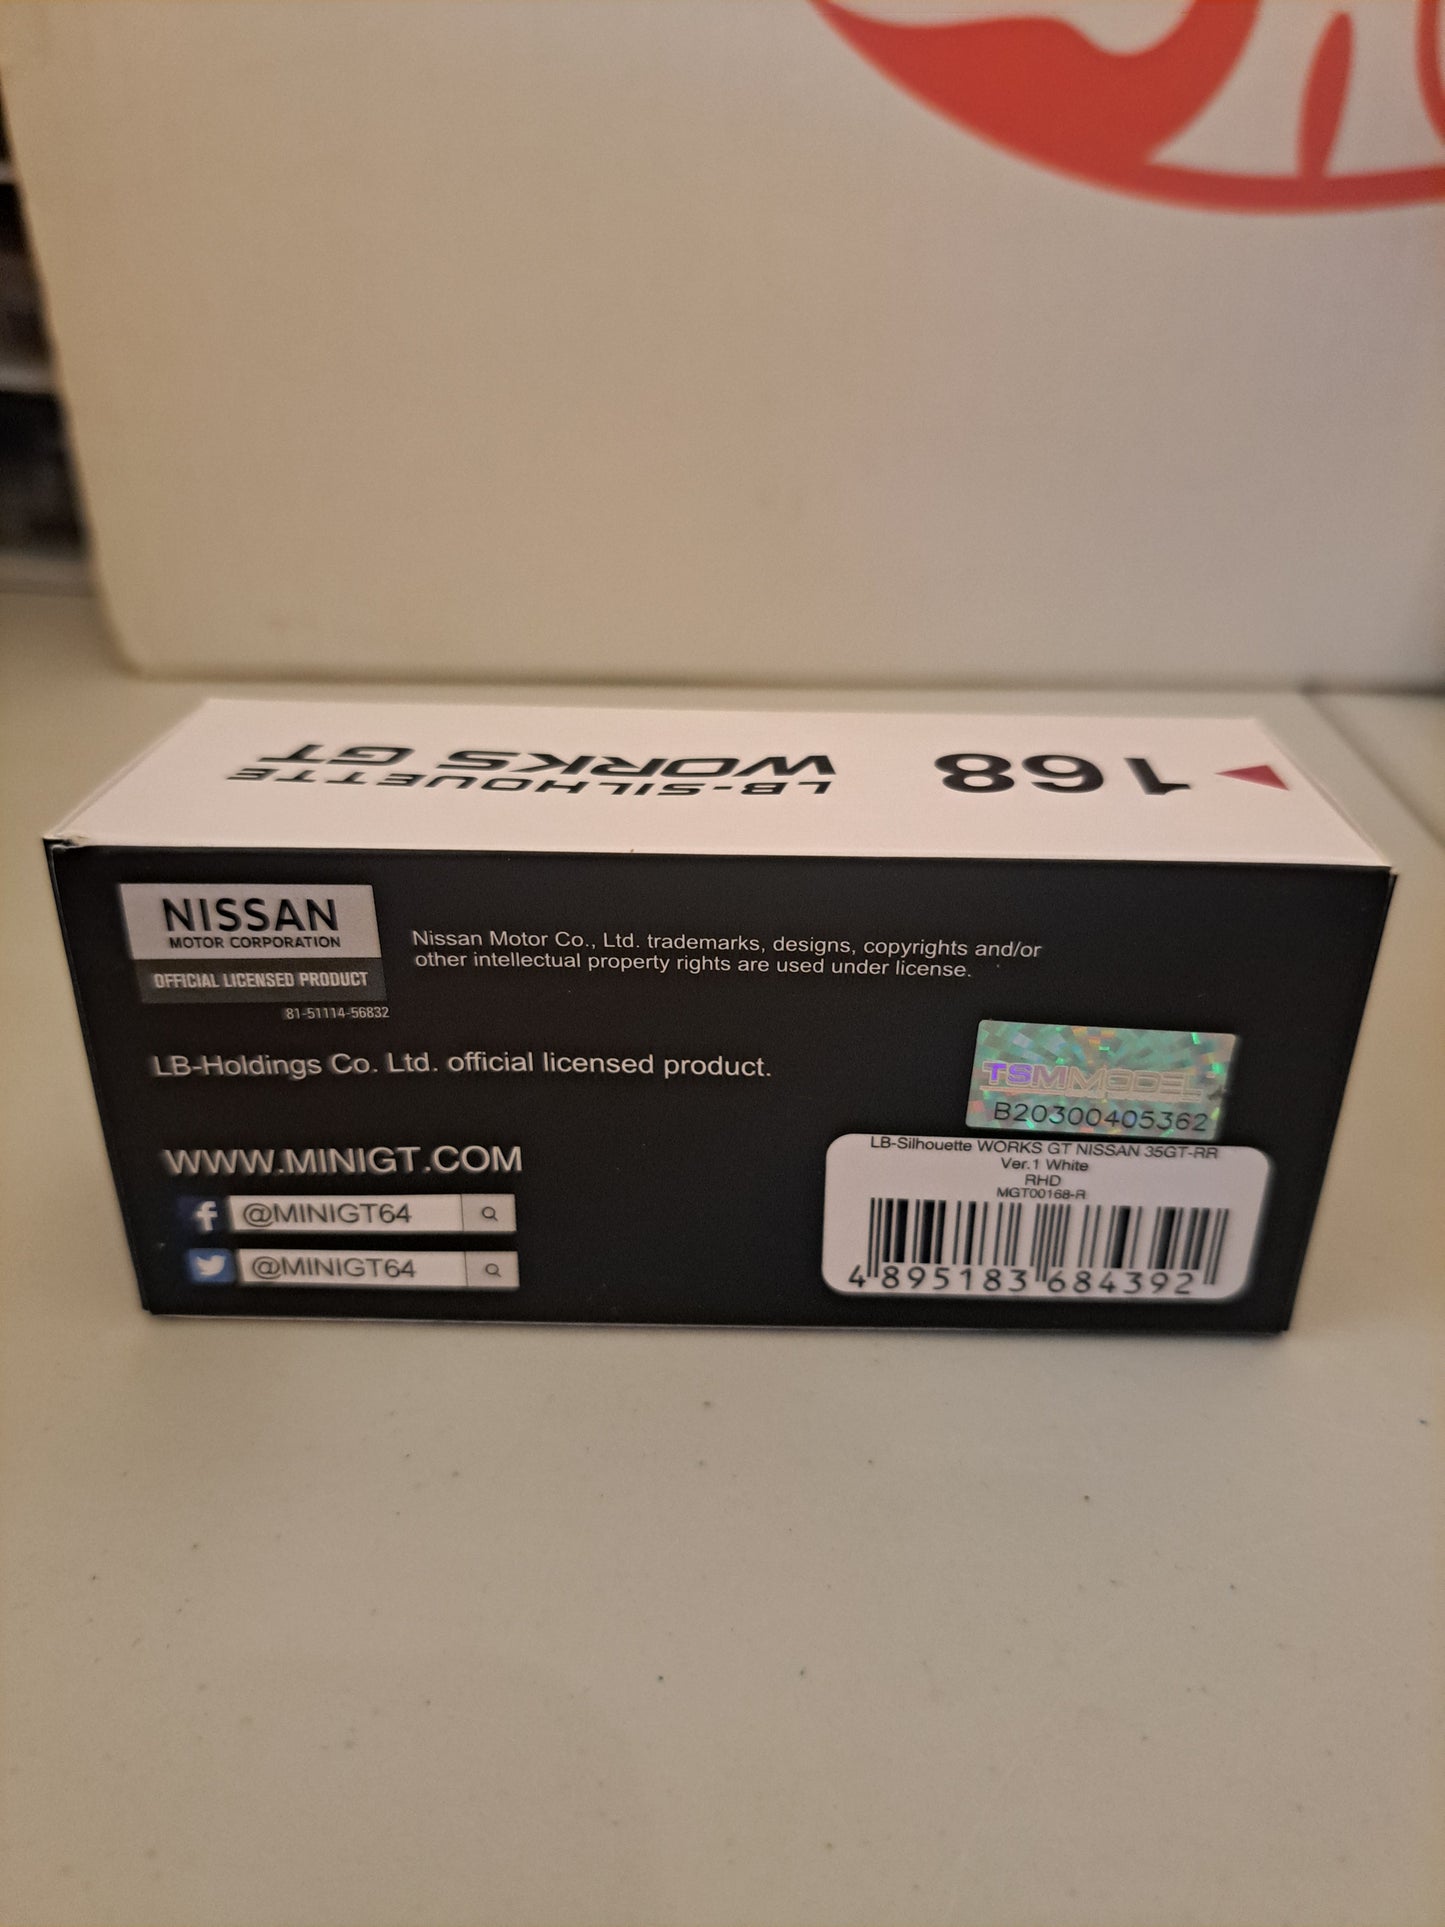 168
LB-SILHOUETTE
WORKS GT
NISSAN
MOTOR CORPORATION
OFFICIAL LICENSED PRODUCT
81-51114-56832
Nissan Motor Co., Ltd. trademarks, designs, copyrights and/or
other intellectual property rights are used under license.
LB-Holdings Co. Ltd. official licensed product.
WWW.MINIGT.COM
@MINIGT64
@MINIGT64
TSMMODEL
B20300405362
LB-Silhouette WORKS GT NISSAN 35GT-RR
Ver.1 White
RHD
MGT00168-R
4 895183 684392